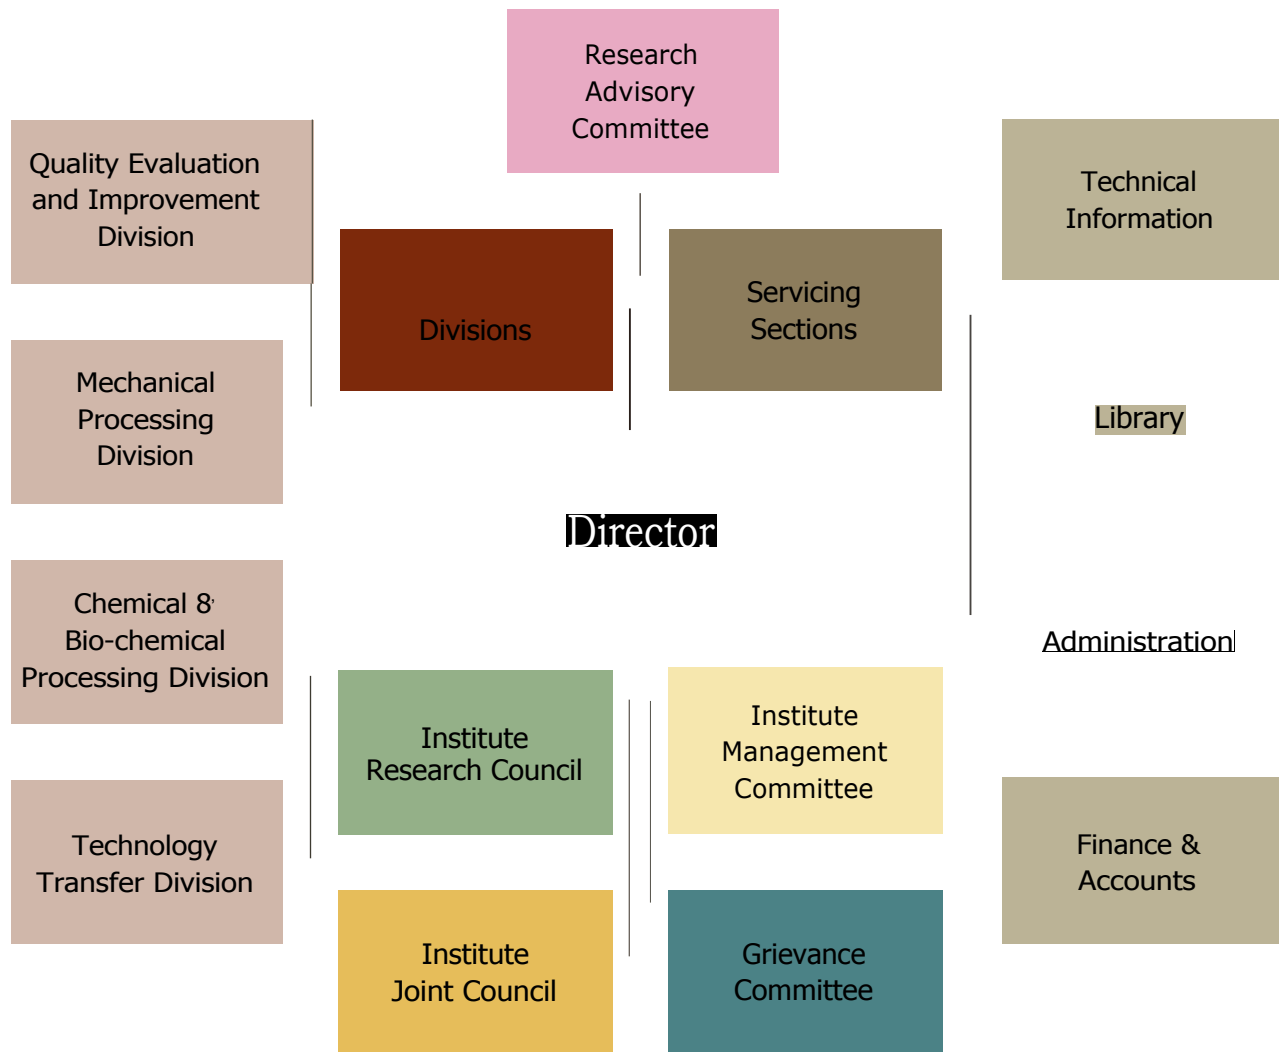 Research
Advisory
Committee
Quality Evaluation
and Improvement
Division
Technical
Information
Divisions
Servicing
Sections
Mechanical
Processing
Division
Library
Director
Chemical 8,
Bio-chemical
Processing Division
Administration
Institute
Research Council
Institute
Management
Committee
Technology
Transfer Division
Finance &
Accounts
Institute
Joint Council
Grievance
Committee